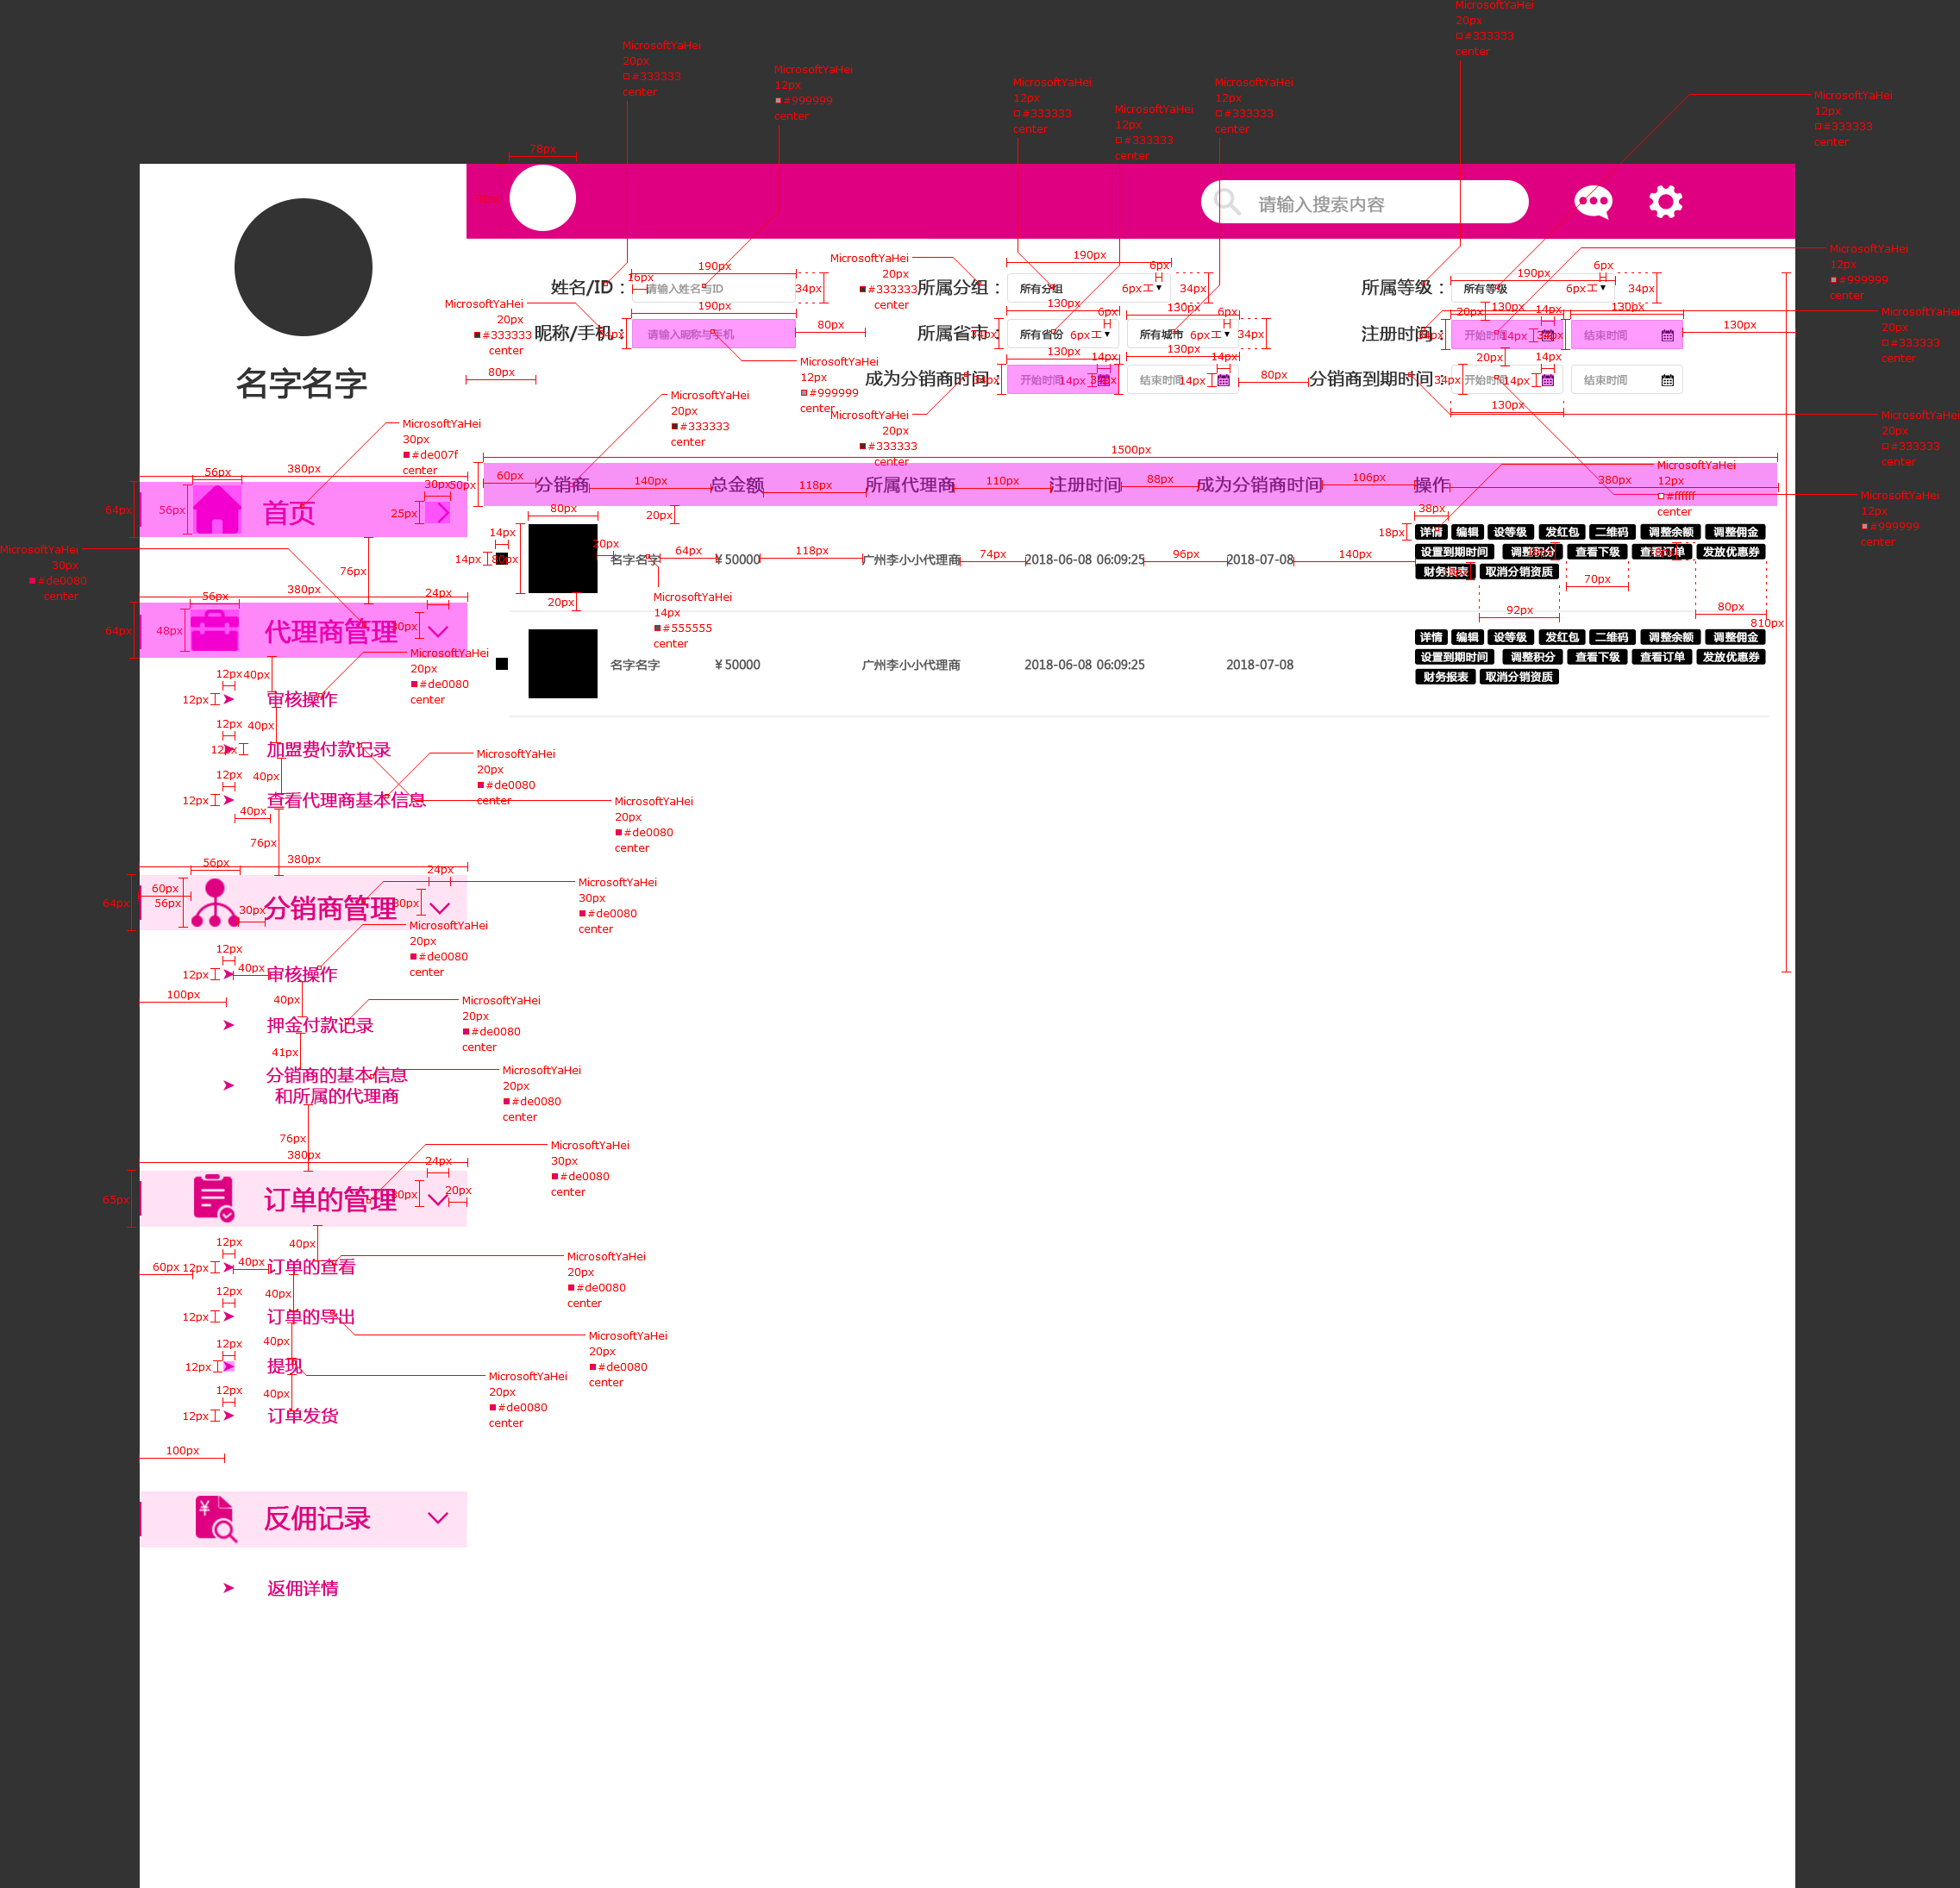 MicrosoftYaHei
20px
#333333
center
MicrosoftYaHei
20px
#333333
center
MicrosoftYaHei
12px
#999999
center
MicrosoftYaHei
12px
#333333
center
MicrosoftYaHei
12px
#333333
center
MicrosoftYaHei
12px
#333333
center
MicrosoftYaHei
12px
#333333
center
78px
请输入搜索内容
190px
190px
6px
190px
6px
MicrosoftYaHei
20px
#333333
center
MicrosoftYaHei
12px
#999999
center
姓名/ID：
16px
请输入姓名与ID
34px
所属分组：
所有分组
6px
34px
所属等级：
所有等级
6px
34px
MicrosoftYaHei
20px
#333333
center
190px
130px
130px
6px
6px
20px
130px
14px
130px
MicrosoftYaHei
20px
#333333
center
昵称/手机：
请输入昵称与手机
80px
所属省市：
所有省份
6px
所有城市
6px
34px
注册时间：
开始时间
14px
结束时间
130px
80px
130px
130px
14px
14px
20px
14px
名字名字
成为分销商时间：
开始时间
14px
结束时间
14px
80px
分销商到期时间：
34px
开始时间
14px
结束时间
130px
MicrosoftYaHei
12px
#999999
center
MicrosoftYaHei
20px
#333333
center
MicrosoftYaHei
20px
#333333
center
MicrosoftYaHei
20px
#333333
center
MicrosoftYaHei
30px
#de007f
center
1500px
MicrosoftYaHei
12px
#ffffff
center
MicrosoftYaHei
12px
#999999
center
56px
380px
30px
50px
64px
56px
首页
25px
60px
分销商
140px
总金额
118px
所属代理商
110px
注册时间
88px
成为分销商时间
106px
操作
380px
80px
20px
38px
14px
18px
详情
编辑
设等级
发红包
二维码
调整余额
调整佣金
MicrosoftYaHei
30px
#de0080
center
76px
14px
80px
20px
名字名字
64px
¥ 50000
118px
广州李小小代理商
74px
2018-06-08 06:09:25
96px
2018-07-08
140px
设置到期时间
调整积分
查看下级
查看订单
发放优惠券
财务报表
取消分销资质
70px
92px
80px
810px
20px
MicrosoftYaHei
14px
#555555
center
56px
380px
24px
64px
48px
代理商管理
30px
MicrosoftYaHei
20px
#de0080
center
名字名字
¥ 50000
广州李小小代理商
2018-06-08 06:09:25
2018-07-08
详情
编辑
设等级
发红包
二维码
调整余额
调整佣金
设置到期时间
调整积分
查看下级
查看订单
发放优惠券
财务报表
取消分销资质
12px
40px
12px
审核操作
12px
40px
12px
加盟费付款记录
MicrosoftYaHei
20px
#de0080
center
12px
40px
12px
查看代理商基本信息
40px
MicrosoftYaHei
20px
#de0080
center
76px
56px
380px
24px
64px
60px
56px
30px
分销商管理
30px
MicrosoftYaHei
30px
#de0080
center
MicrosoftYaHei
20px
#de0080
center
12px
12px
40px
审核操作
100px
40px
MicrosoftYaHei
20px
#de0080
center
押金付款记录
41px
分销商的基本信息
和所属的代理商
MicrosoftYaHei
20px
#de0080
center
76px
380px
24px
MicrosoftYaHei
30px
#de0080
center
65px
订单的管理
30px
20px
12px
40px
60px
12px
40px
订单的查看
MicrosoftYaHei
20px
#de0080
center
12px
40px
12px
订单的导出
MicrosoftYaHei
20px
#de0080
center
12px
40px
12px
提现
MicrosoftYaHei
20px
#de0080
center
12px
40px
12px
订单发货
100px
反佣记录
返佣详情